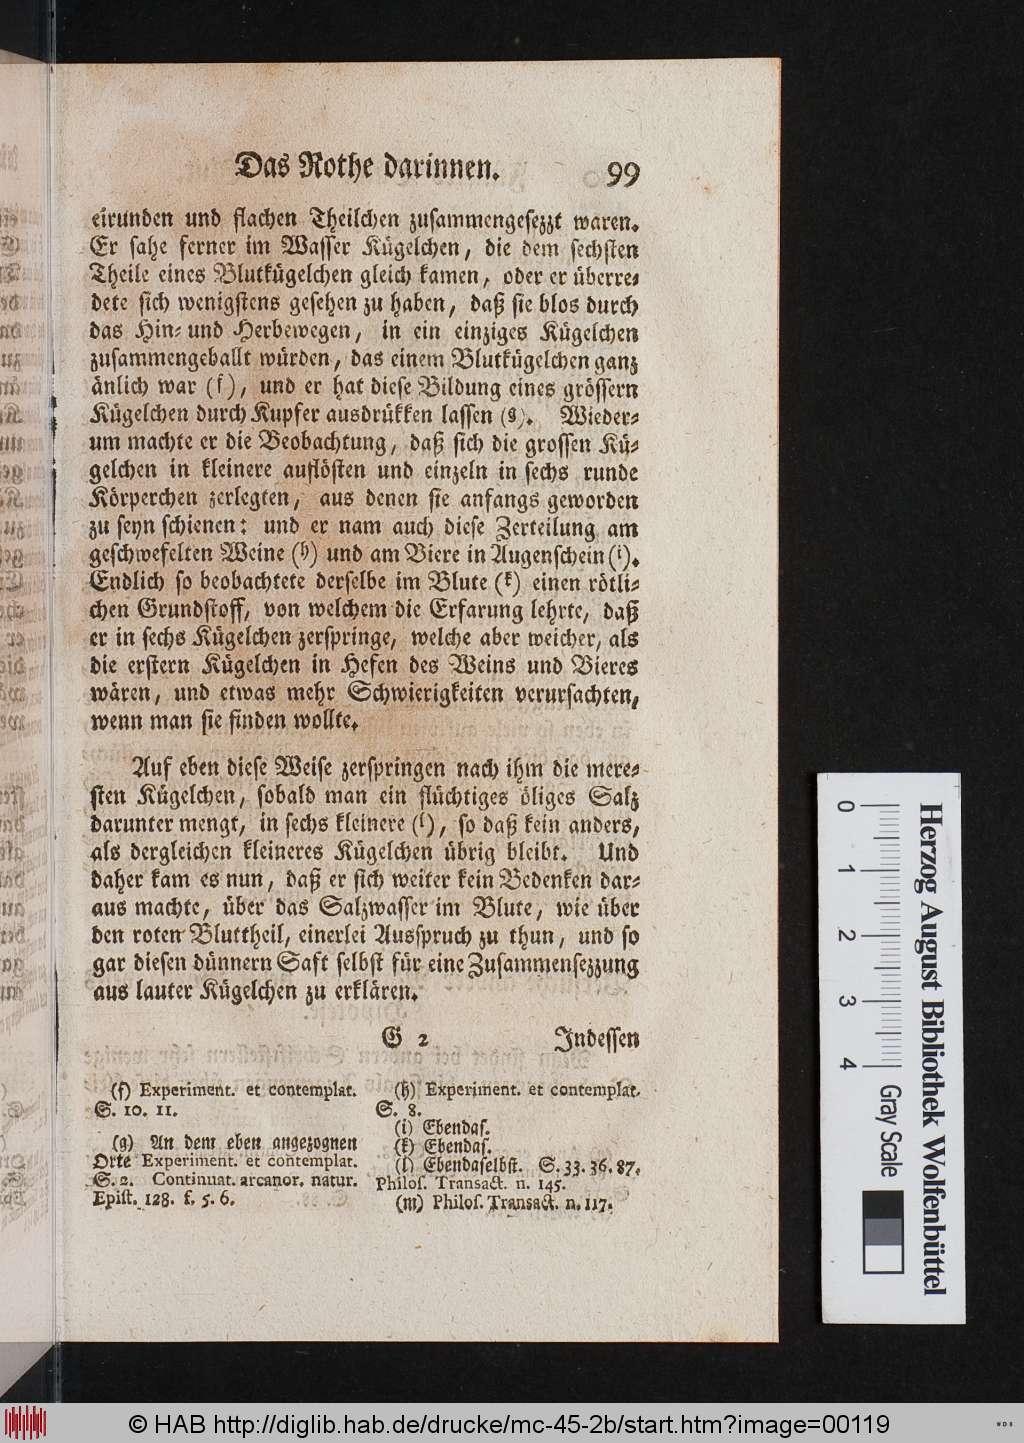 Das Rothe darinnen. 99
eirunden und flachen Theilchen zusammengesezzt waren.
Er sahe ferner im Wasser Kügelchen, die dem sechsten
Theile eines Blutkügelchen gleich kamen, oder er überre-
dete sich wenigstens gesehen zu haben, daß sie blos durch
das Hin- und Herbewegen, in ein einziges Kügelchen
zusammengeballt würden, das einem Blutkügelchen ganz
änlich war (f), und er hat diese Bildung eines grössern
Kügelchen durch Kupfer ausdrükken lassen (g). Wieder-
um machte er die Beobachtung, daß sich die grossen Kü-
gelchen in kleinere auflösten und einzeln in sechs runde
Körperchen zerlegten, aus denen sie anfangs geworden
zu seyn schienen: und er nam auch diese Zerteilung am
geschwefelten Weine (h) und am Biere in Augenschein (i).
Endlich so beobachtete derselbe im Blute (k) einen rötli-
chen Grundstoff, von welchem die Erfarung lehrte, daß
er in sechs Kügelchen zerspringe, welche aber weicher, als
die erstern Kügelchen in Hefen des Weins und Bieres
wären, und etwas mehr Schwierigkeiten verursachten,
wenn man sie finden wollte.
Auf eben diese Weise zerspringen nach ihm die mere-
sten Kügelchen, sobald man ein flüchtiges öliges Salz
darunter mengt, in sechs kleinere (l), so daß kein anders,
als dergleichen kleineres Kügelchen übrig bleibt. Und
daher kam es nun, daß er sich weiter kein Bedenken dar-
aus machte, über das Salzwasser im Blute, wie über
den roten Bluttheil, einerlei Ausspruch zu thun, und so
gar diesen dünnern Saft selbst für eine Zusammensezzung
aus lauter Kügelchen zu erklären.
G 2 Indessen
(f) Experiment. et contemplat.
S. 10. 11.
(g) An dem eben angezognen
Orte Experiment. et contemplat.
S. 2. Continuat. arcanor. natur.
Epist. 128. f. 5. 6.
(h) Experiment. et contemplat.
S. 8.
(i) Ebendas.
(k) Ebendas.
(l) Ebendaselbst. S. 33. 36. 87.
Philos. Transact. n. 145.
(m) Philos. Transact. n. 117.
Herzog August Bibliothek Wolfenbüttel
0 1 2 3 4 Gray Scale
© HAB http://diglib.hab.de/drucke/mc-45-2b/start.htm?image=00119